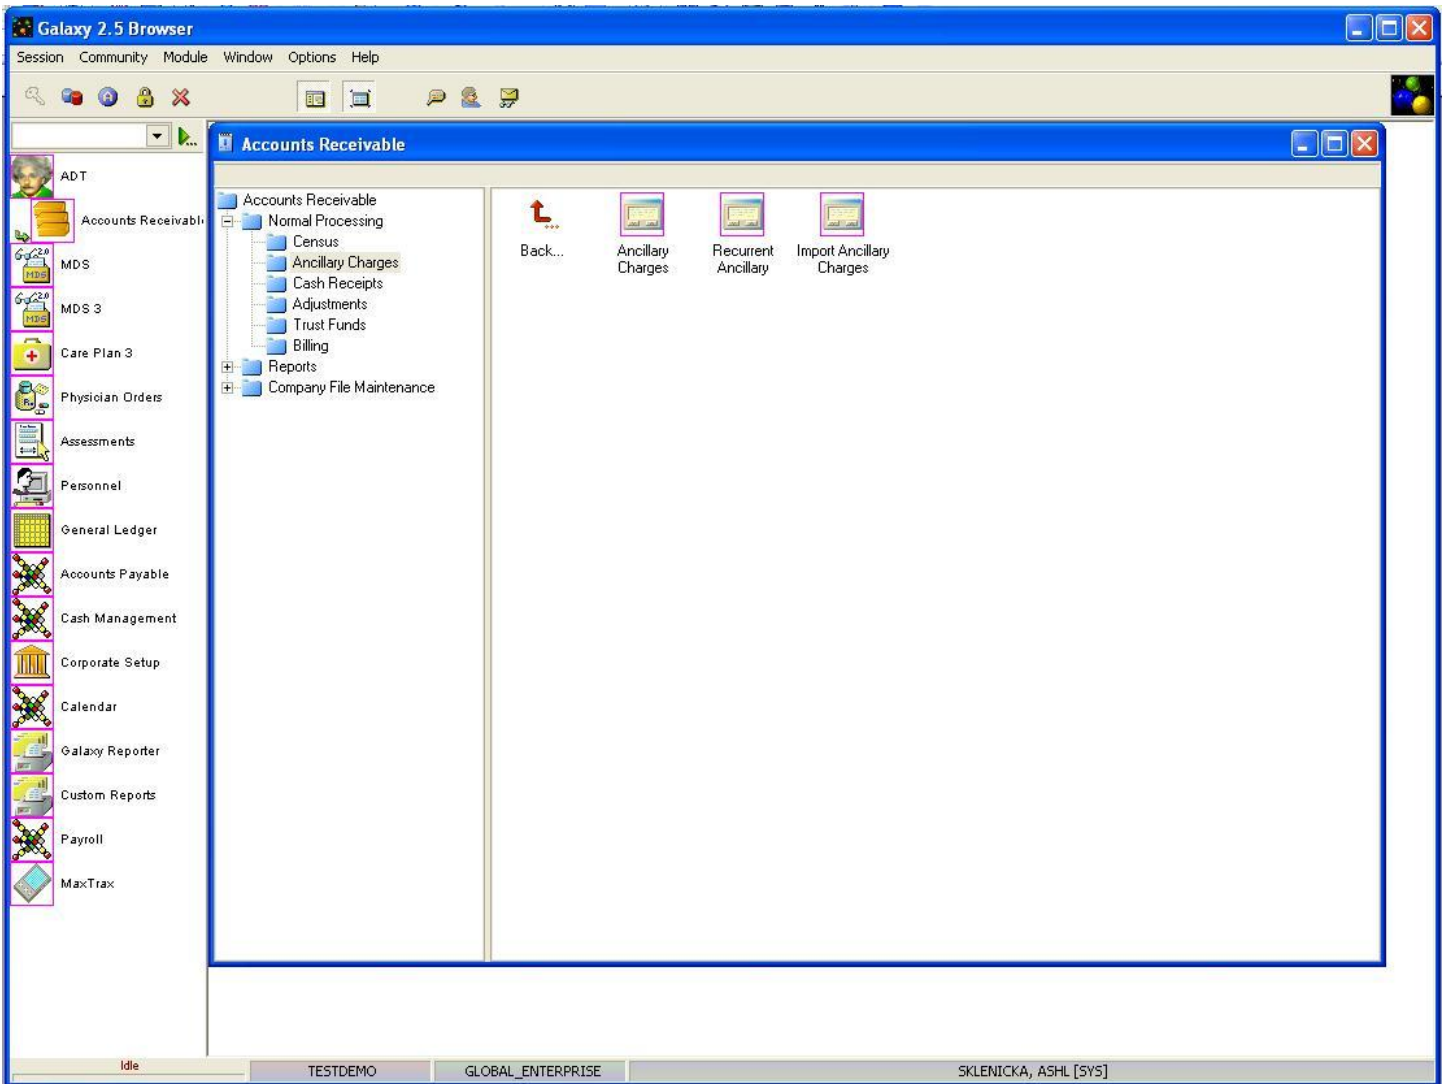 Galaxy 2.5 Browser
Session Community Module Window Options Help
Accounts Receivable
ADT
Accounts Receivabl
MDS
MDS 3
Care Plan 3
Physician Orders
Assessments
Personnel
General Ledger
Accounts Payable
Cash Management
Corporate Setup
Calendar
Galaxy Reporter
Custom Reports
Payroll
MaxTrax
Accounts Receivable
Normal Processing
Census
Ancillary Charges
Cash Receipts
Adjustments
Trust Funds
Billing
Reports
Company File Maintenance
Back...
Ancillary
Charges
Recurrent
Ancillary
Import Ancillary
Charges
Idle
TESTDEMO
GLOBAL_ENTERPRISE
SKLENICKA, ASHL [SYS]